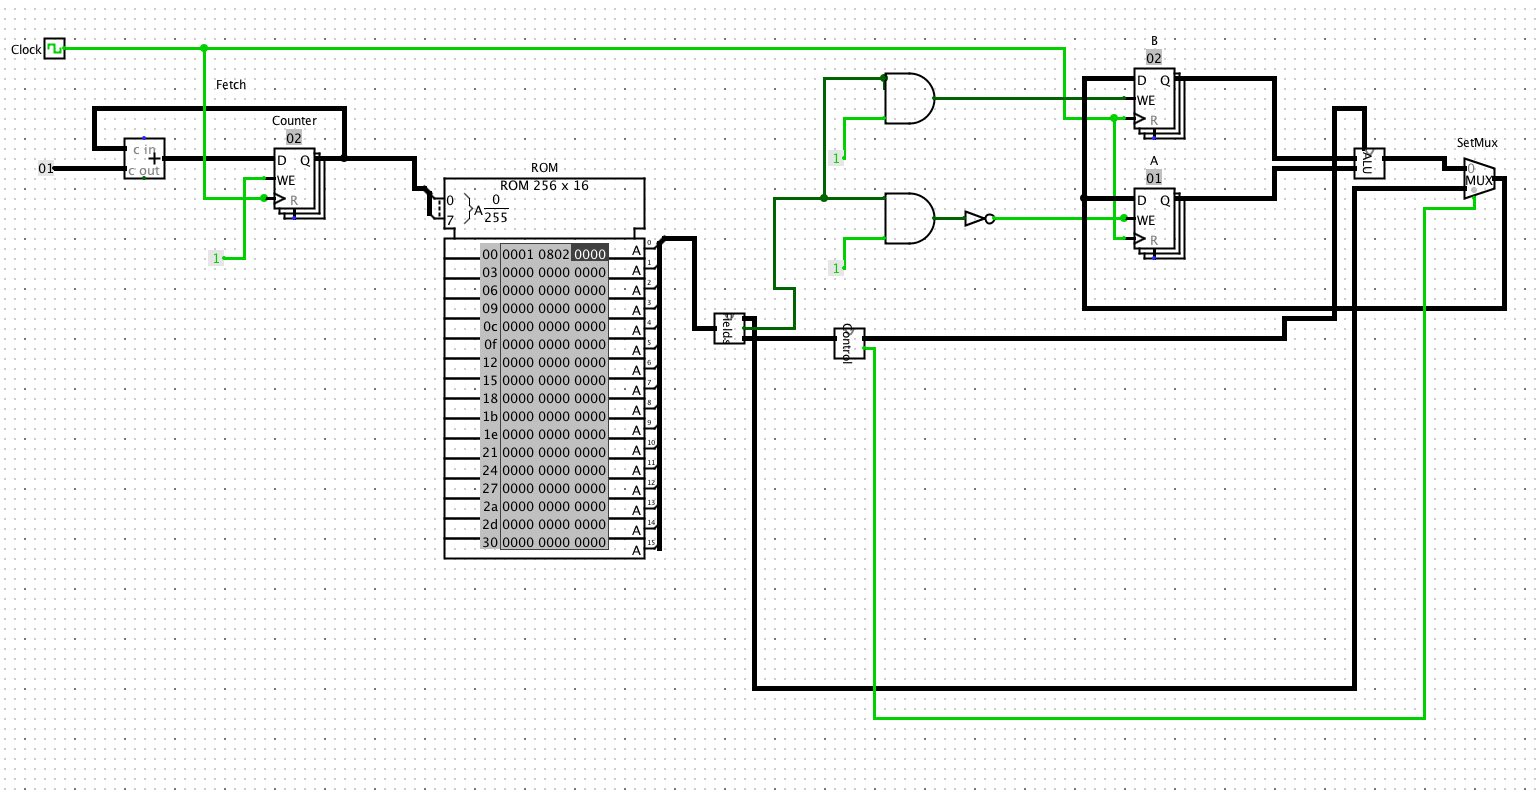 Clock
Fetch
Counter
02
c in
+
c out
01
D Q
WE
R
1
ROM
ROM 256 x 16
0
7
A 0
255
00 0001 0802 0000
03 0000 0000 0000
06 0000 0000 0000
09 0000 0000 0000
0c 0000 0000 0000
0f 0000 0000 0000
12 0000 0000 0000
15 0000 0000 0000
18 0000 0000 0000
1b 0000 0000 0000
1e 0000 0000 0000
21 0000 0000 0000
24 0000 0000 0000
27 0000 0000 0000
2a 0000 0000 0000
2d 0000 0000 0000
30 0000 0000 0000
A 0
A 1
A 2
A 3
A 4
A 5
A 6
A 7
A 8
A 9
A 10
A 11
A 12
A 13
A 14
A 15
Fields
Control
1
1
B
02
D Q
WE
R
A
01
D Q
WE
R
ALU
SetMux
0
MUX